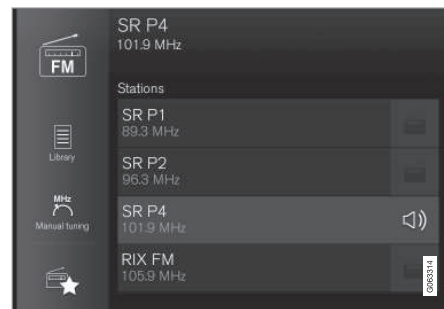 SR P4
101.9 MHz
FM
Stations
SR P1
89.3 MHz
Library
SR P2
96.3 MHz
MHz
Manual tuning
SR P4
101.9 MHz
RIX FM
105.9 MHz
G063314